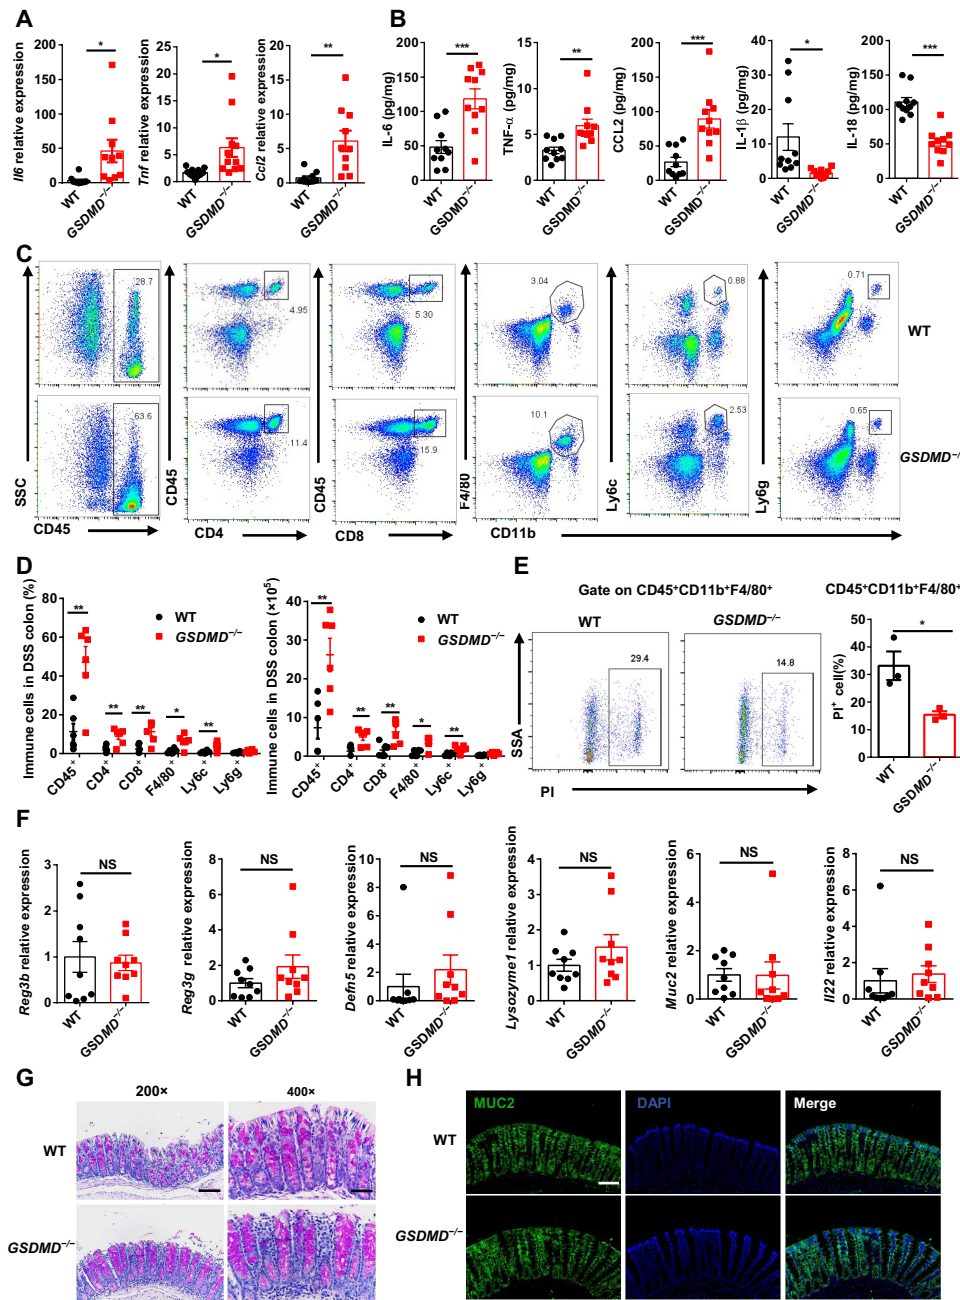 A
Il6 relative expression
200
150
100
50
0
*
WT
GSDMD−/−
Tnf relative expression
25
20
15
10
5
0
*
WT
GSDMD−/−
Ccl2 relative expression
20
15
10
5
0
**
WT
GSDMD−/−
B
IL-6 (pg/mg)
200
150
100
50
0
***
WT
GSDMD−/−
TNF-α (pg/mg)
15
10
5
0
**
WT
GSDMD−/−
CCL2 (pg/mg)
200
150
100
50
0
***
WT
GSDMD−/−
IL-1β (pg/mg)
40
30
20
10
0
*
WT
GSDMD−/−
IL-18 (pg/mg)
200
150
100
50
0
***
WT
GSDMD−/−
C
SSC
28.7
63.6
CD45
CD45
4.95
11.4
CD4
CD45
5.30
15.9
CD8
F4/80
3.04
10.1
CD11b
Ly6c
0.88
2.53
Ly6g
0.71
0.65
WT
GSDMD−/−
D
Immune cells in DSS colon (%)
80
60
40
20
0
WT
GSDMD−/−
**
**
**
*
**
CD45+
CD4+
CD8+
F4/80+
Ly6c+
Ly6g+
Immune cells in DSS colon (×10⁵)
40
30
20
10
0
WT
GSDMD−/−
**
**
**
*
**
CD45+
CD4+
CD8+
F4/80+
Ly6c+
Ly6g+
E
Gate on CD45+CD11b+F4/80+
WT
GSDMD−/−
29.4
14.8
SSA
PI
CD45+CD11b+F4/80+
PI+ cell(%)
50
40
30
20
10
0
*
WT
GSDMD−/−
F
Reg3b relative expression
3
2
1
0
NS
WT
GSDMD−/−
Reg3g relative expression
8
6
4
2
0
NS
WT
GSDMD−/−
Defn5 relative expression
10
8
6
4
2
0
NS
WT
GSDMD−/−
Lysozyme1 relative expression
4
3
2
1
0
NS
WT
GSDMD−/−
Muc2 relative expression
6
4
2
0
NS
WT
GSDMD−/−
Il22 relative expression
8
6
4
2
0
NS
WT
GSDMD−/−
G
200×
400×
WT
GSDMD−/−
H
MUC2
DAPI
Merge
WT
GSDMD−/−